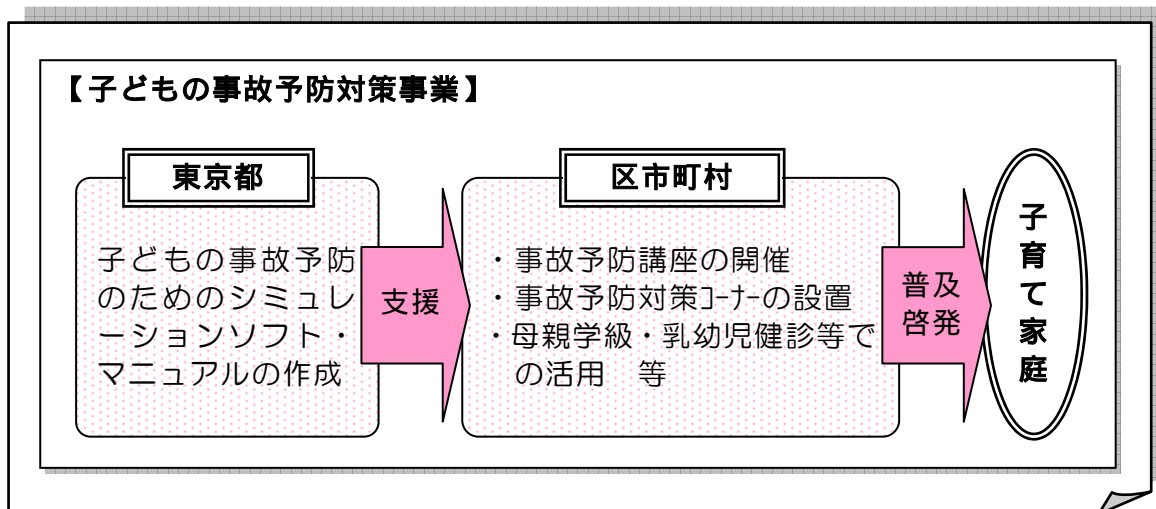 【子どもの事故予防対策事業】
東京都
子どもの事故予防
のためのシミュレ
ーションソフト・
マニュアルの作成
支援
区市町村
・事故予防講座の開催
・事故予防対策ｺｰﾅｰの設置
・母親学級・乳幼児健診等で
の活用　等
普及
啓発
子育て家庭